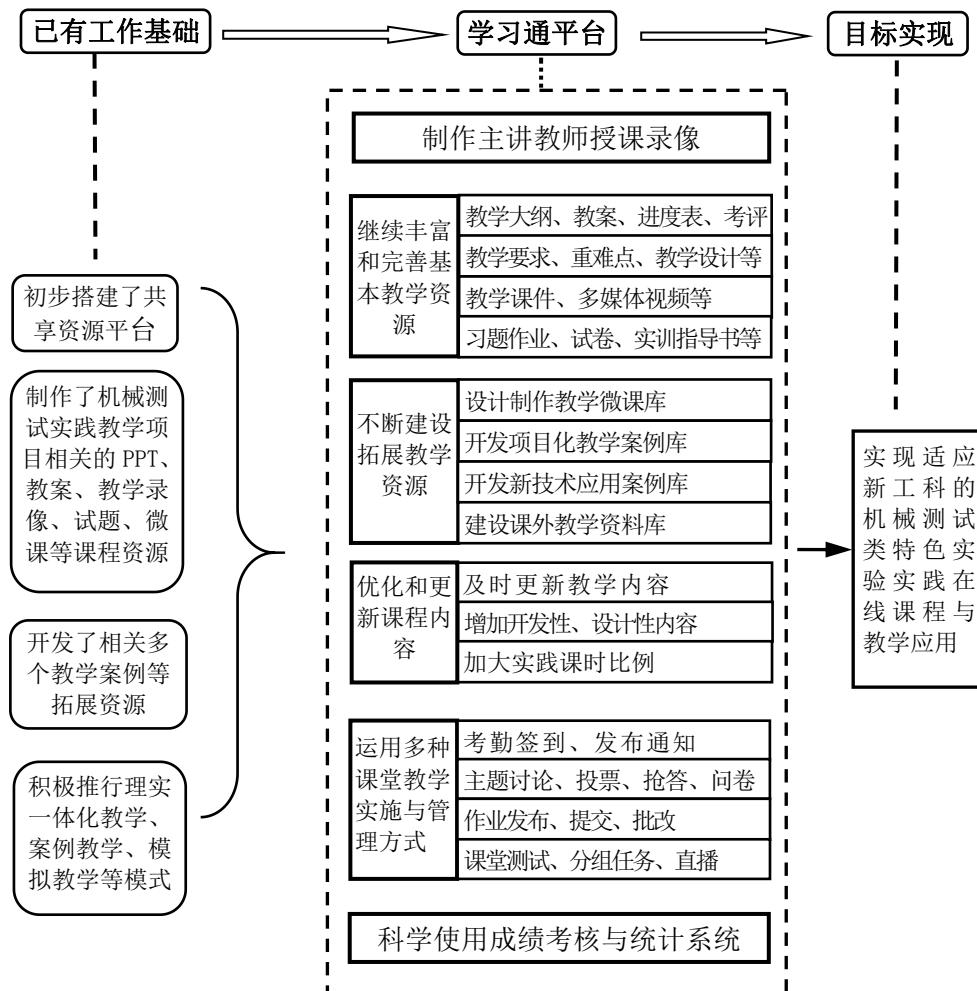 已有工作基础
学习通平台
目标实现
初步搭建了共
享资源平台
制作了机械测
试实践教学项
目相关的 PPT、
教案、教学录
像、试题、微
课等课程资源
开发了相关多
个教学案例等
拓展资源
积极推行理实
一体化教学、
案例教学、模
拟教学等模式
制作主讲教师授课录像
继续丰富
和完善基
本教学资
源
教学大纲、教案、进度表、考评
教学要求、重难点、教学设计等
教学课件、多媒体视频等
习题作业、试卷、实训指导书等
不断建设
拓展教学
资源
设计制作教学微课库
开发项目化教学案例库
开发新技术应用案例库
建设课外教学资料库
优化和更
新课程内
容
及时更新教学内容
增加开发性、设计性内容
加大实践课时比例
运用多种
课堂教学
实施与管
理方式
考勤签到、发布通知
主题讨论、投票、抢答、问卷
作业发布、提交、批改
课堂测试、分组任务、直播
科学使用成绩考核与统计系统
实现适应
新工科的
机械测试
类特色实
验实践在
线课程与
教学应用